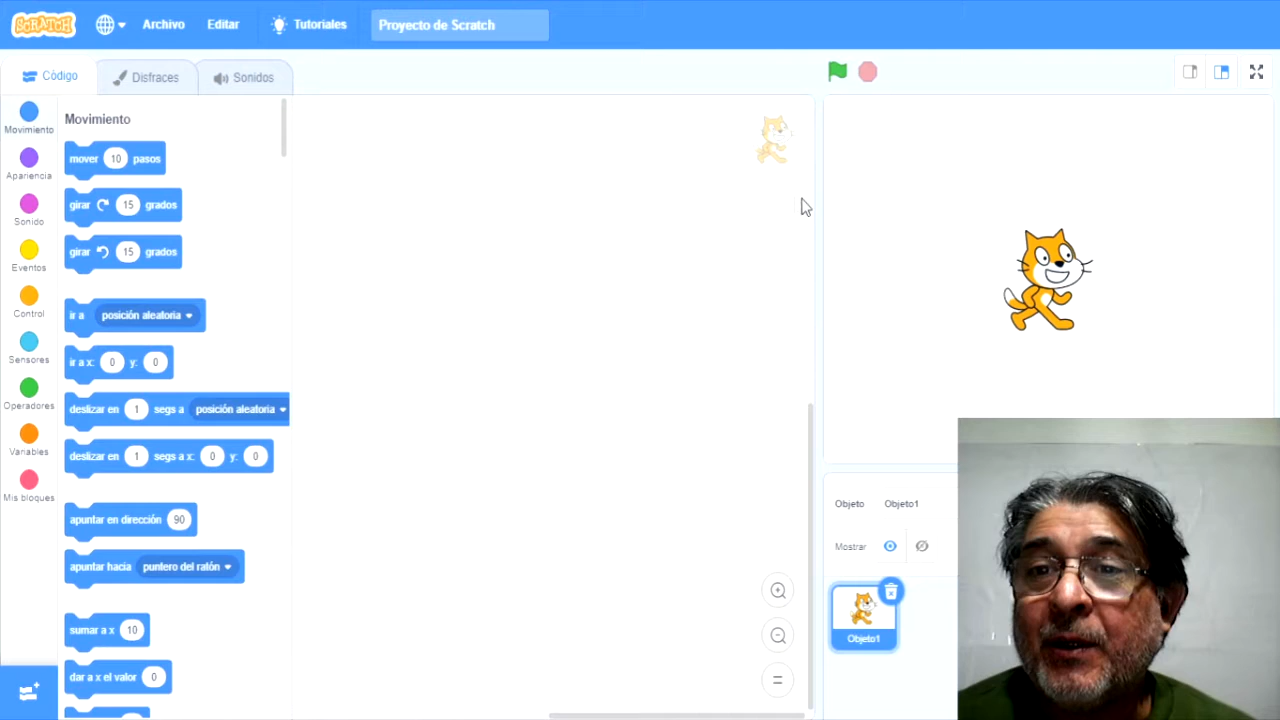 SCRATCH
Archivo
Editar
Tutoriales
Proyecto de Scratch
Código
Disfraces
Sonidos
Movimiento
Apariencia
Sonido
Eventos
Control
Sensores
Operadores
Variables
Mis bloques
Movimiento
mover 10 pasos
girar 15 grados
girar 15 grados
ir a posición aleatoria
ir a x: 0 y: 0
deslizar en 1 segs a posición aleatoria
deslizar en 1 segs a x: 0 y: 0
apuntar en dirección 90
apuntar hacia puntero del ratón
sumar a x 10
dar a x el valor 0
Objeto Objeto1
Mostrar
Objeto1